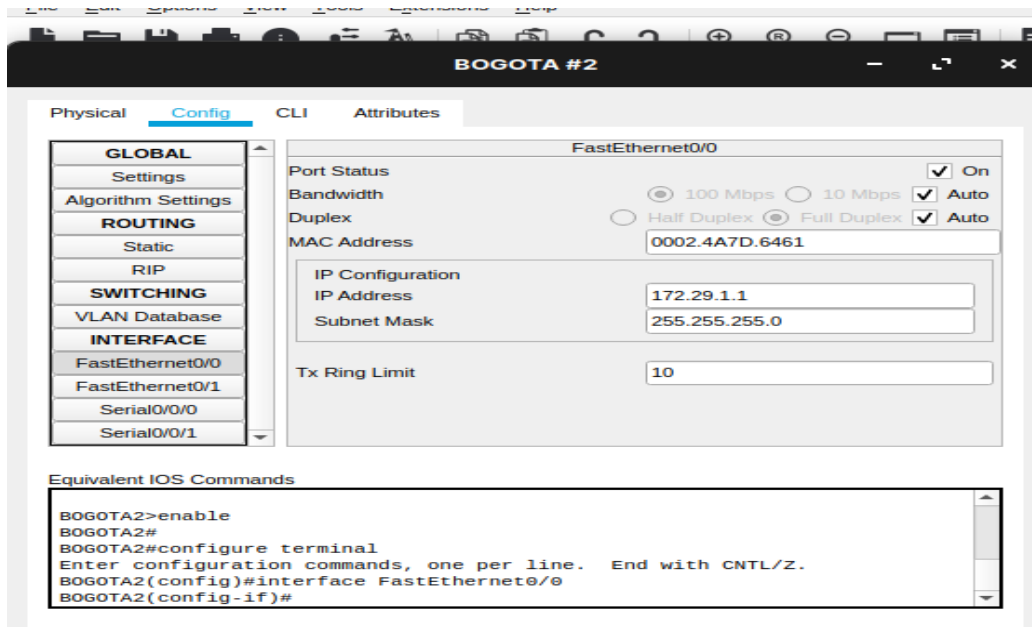 BOGOTA #2
Physical Config CLI Attributes
GLOBAL
Settings
Algorithm Settings
ROUTING
Static
RIP
SWITCHING
VLAN Database
INTERFACE
FastEthernet0/0
FastEthernet0/1
Serial0/0/0
Serial0/0/1
FastEthernet0/0
Port Status On
Bandwidth 100 Mbps 10 Mbps Auto
Duplex Half Duplex Full Duplex Auto
MAC Address 0002.4A7D.6461
IP Configuration
IP Address 172.29.1.1
Subnet Mask 255.255.255.0
Tx Ring Limit 10
Equivalent IOS Commands
BOGOTA2>enable
BOGOTA2#
BOGOTA2#configure terminal
Enter configuration commands, one per line. End with CNTL/Z.
BOGOTA2(config)#interface FastEthernet0/0
BOGOTA2(config-if)#